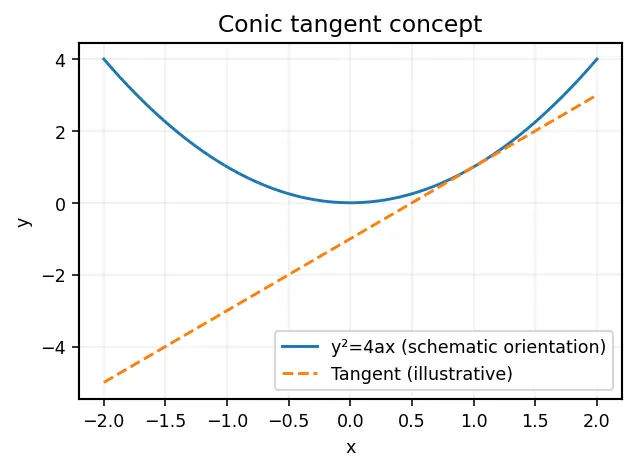 Conic tangent concept
4
2
0
−2
−4
y
y²=4ax (schematic orientation)
Tangent (illustrative)
−2.0 −1.5 −1.0 −0.5 0.0 0.5 1.0 1.5 2.0
x